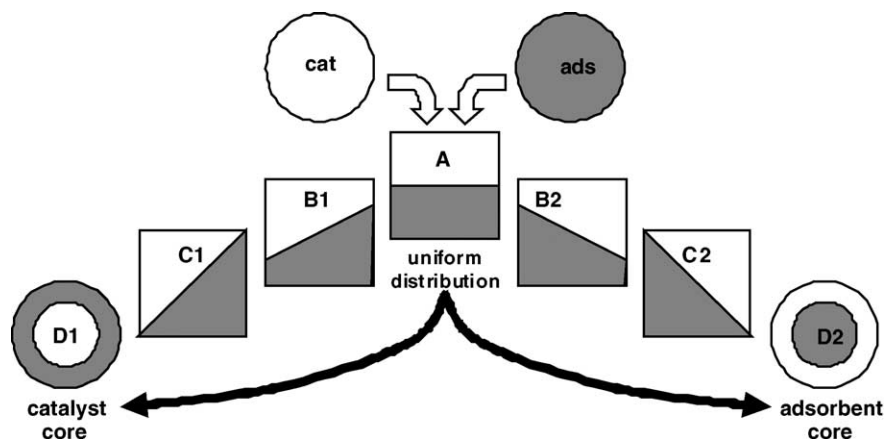 cat
ads
A
B1
B2
uniform
distribution
C1
C2
D1
D2
catalyst
core
adsorbent
core